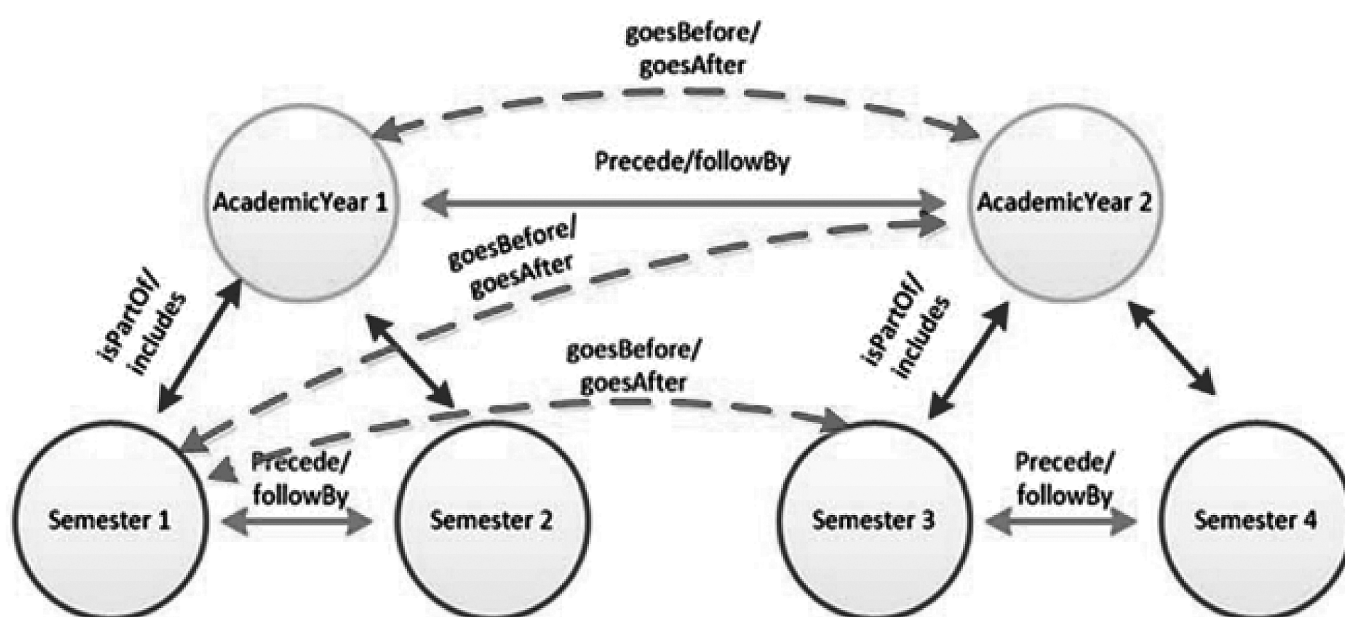 goesBefore/
goesAfter
Precede/followBy
AcademicYear 1
AcademicYear 2
goesBefore/
goesAfter
isPartOf/
includes
isPartOf/
includes
goesBefore/
goesAfter
Precede/
followBy
Precede/
followBy
Semester 1
Semester 2
Semester 3
Semester 4